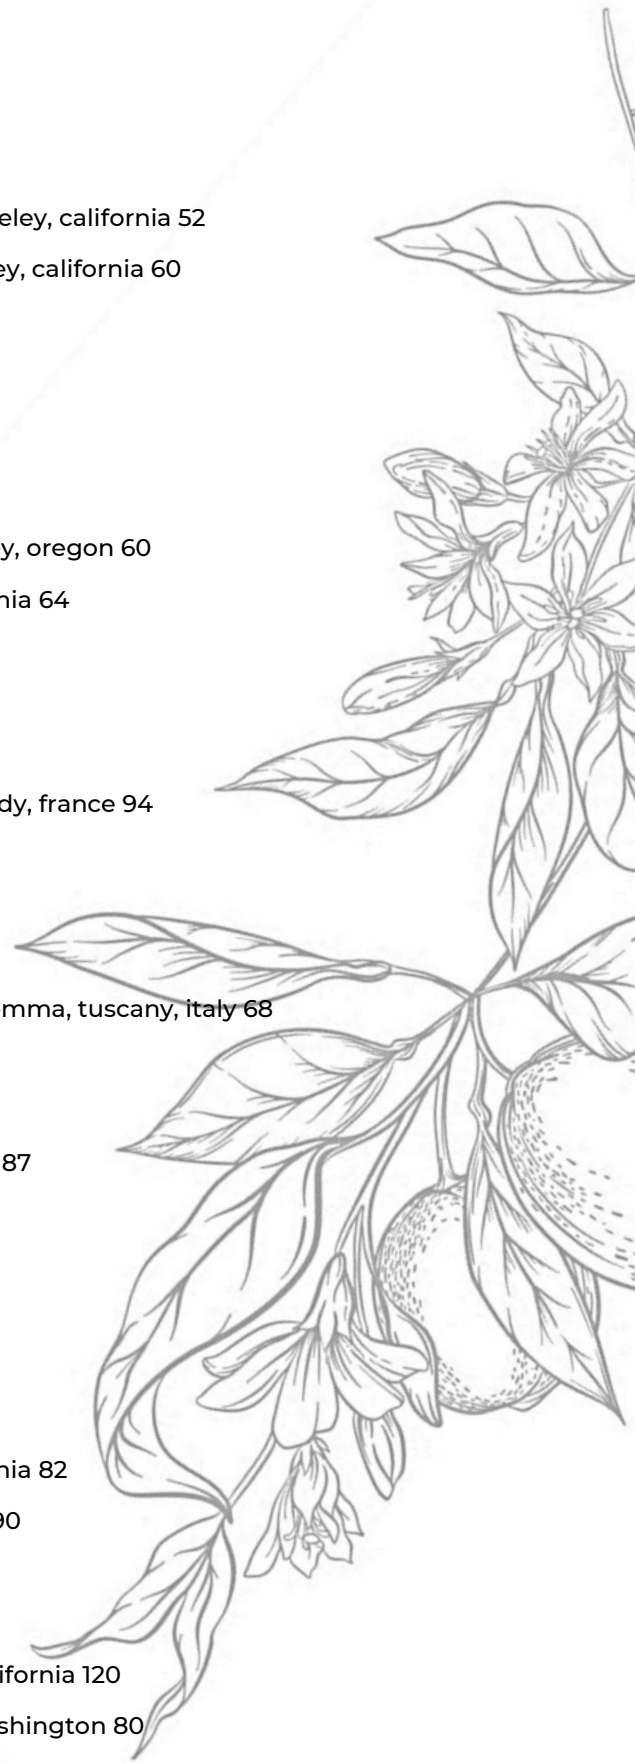 eley, california 52
ey, california 60
y, oregon 60
nia 64
dy, france 94
mma, tuscany, italy 68
87
nia 82
90
ifornia 120
shington 80